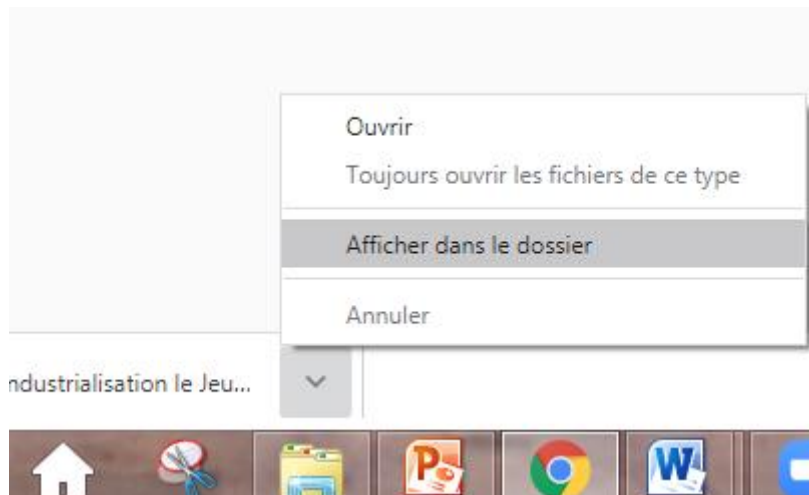 Ouvrir
Toujours ouvrir les fichiers de ce type
Afficher dans le dossier
Annuler
ndustrialisation le Jeu...